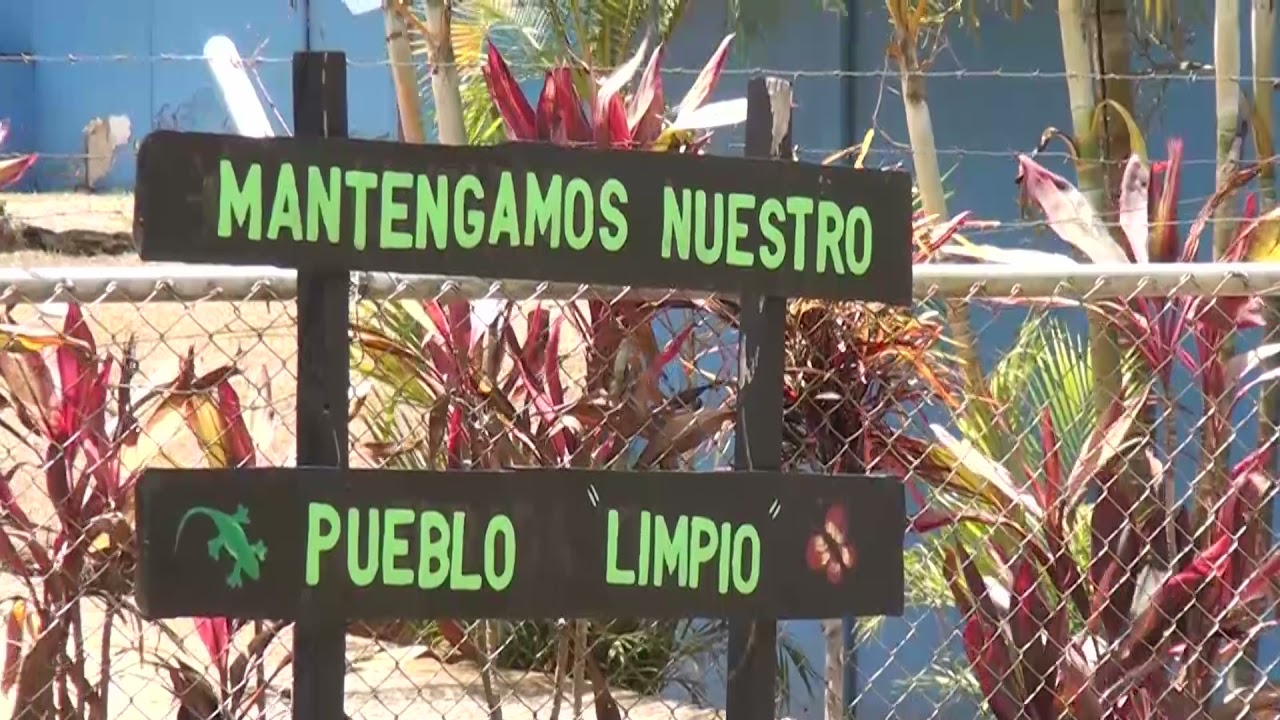 MANTENGAMOS NUESTRO
PUEBLO "LIMPIO"